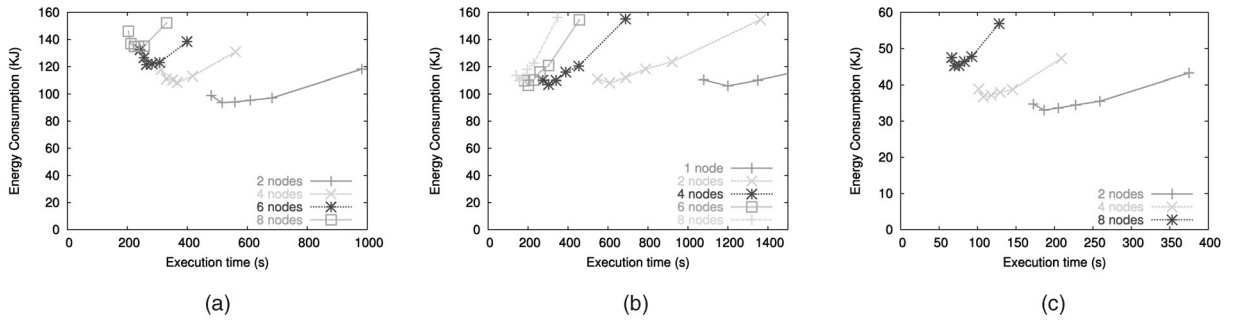 160
140
120
100
80
60
40
20
0
Energy Consumption (KJ)
2 nodes
4 nodes
6 nodes
8 nodes
0 200 400 600 800 1000
Execution time (s)
(a)
160
140
120
100
80
60
40
20
0
Energy Consumption (KJ)
1 node
2 nodes
4 nodes
6 nodes
8 nodes
0 200 400 600 800 1000 1200 1400
Execution time (s)
(b)
60
50
40
30
20
10
0
Energy Consumption (KJ)
2 nodes
4 nodes
8 nodes
0 50 100 150 200 250 300 350 400
Execution time (s)
(c)